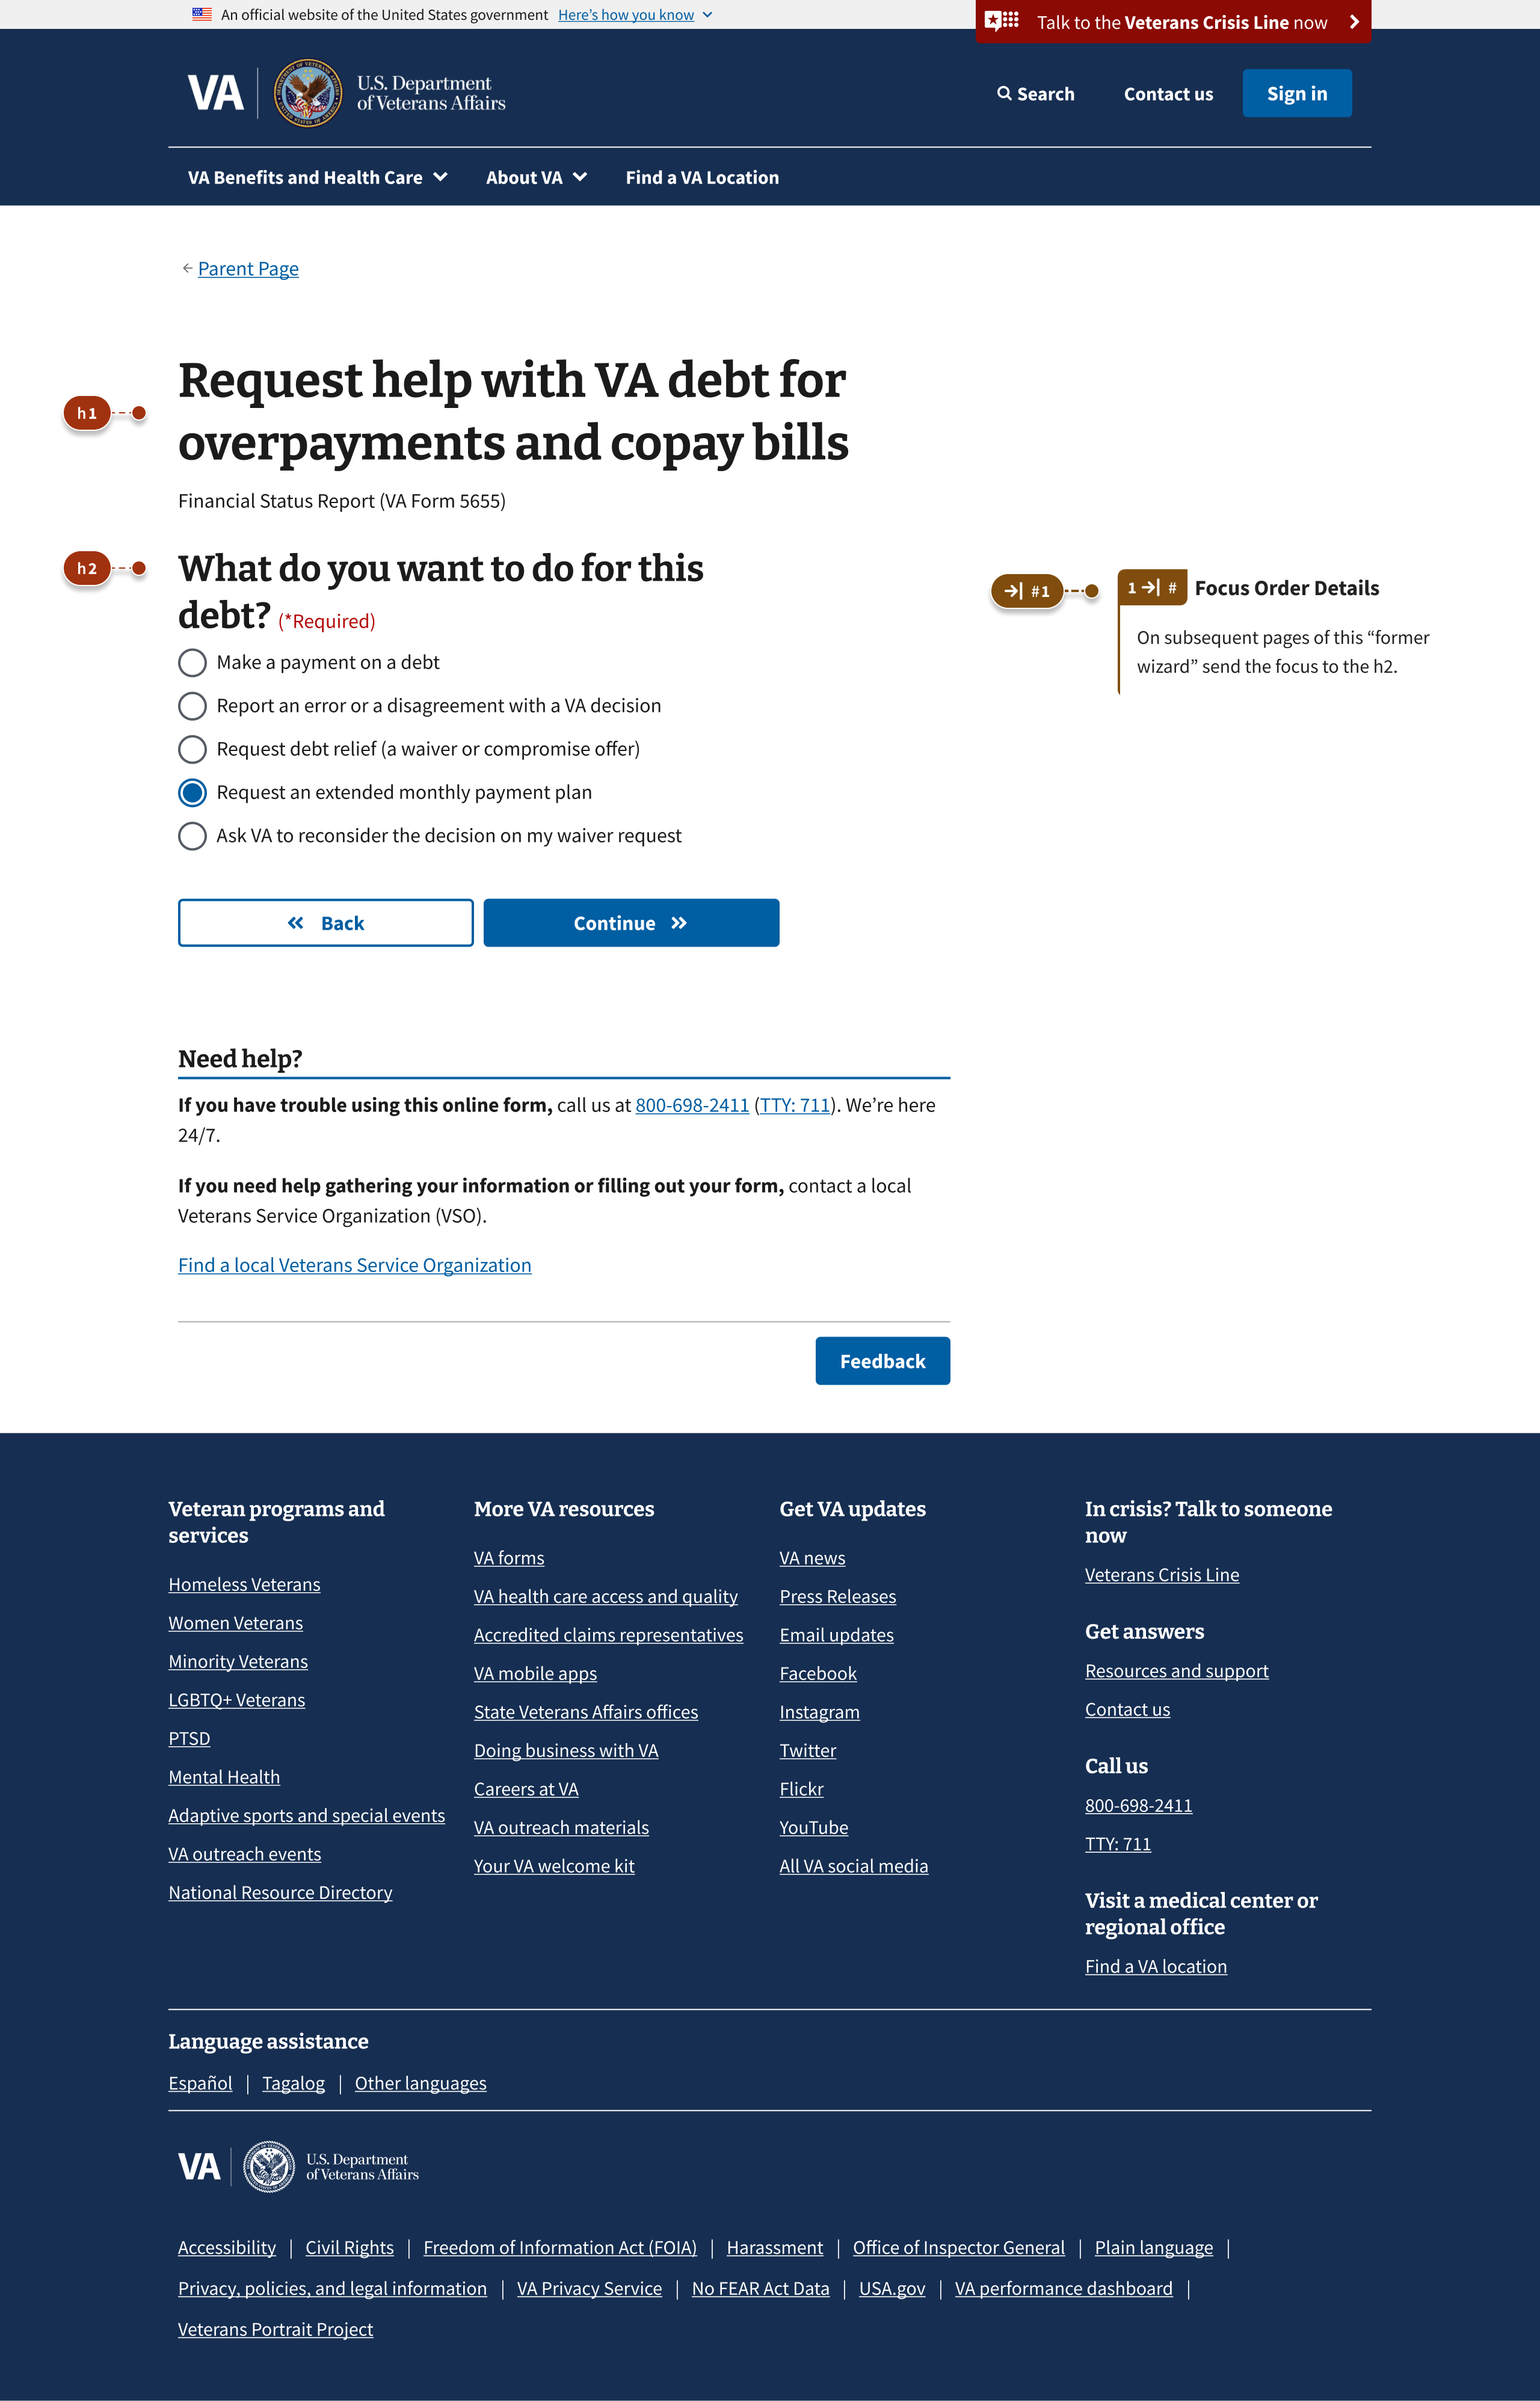 An official website of the United States government Here's how you know
Talk to the Veterans Crisis Line now
VA
U.S. Department
of Veterans Affairs
Search
Contact us
Sign in
VA Benefits and Health Care
About VA
Find a VA Location
Parent Page
h1
Request help with VA debt for
overpayments and copay bills
Financial Status Report (VA Form 5655)
h2
What do you want to do for this
debt? (*Required)
Make a payment on a debt
Report an error or a disagreement with a VA decision
Request debt relief (a waiver or compromise offer)
Request an extended monthly payment plan
Ask VA to reconsider the decision on my waiver request
Back
Continue
#1
1 #
Focus Order Details
On subsequent pages of this “former
wizard” send the focus to the h2.
Need help?
If you have trouble using this online form, call us at 800-698-2411 (TTY: 711). We’re here
24/7.
If you need help gathering your information or filling out your form, contact a local
Veterans Service Organization (VSO).
Find a local Veterans Service Organization
Feedback
Veteran programs and
services
Homeless Veterans
Women Veterans
Minority Veterans
LGBTQ+ Veterans
PTSD
Mental Health
Adaptive sports and special events
VA outreach events
National Resource Directory
More VA resources
VA forms
VA health care access and quality
Accredited claims representatives
VA mobile apps
State Veterans Affairs offices
Doing business with VA
Careers at VA
VA outreach materials
Your VA welcome kit
Get VA updates
VA news
Press Releases
Email updates
Facebook
Instagram
Twitter
Flickr
YouTube
All VA social media
In crisis? Talk to someone
now
Veterans Crisis Line
Get answers
Resources and support
Contact us
Call us
800-698-2411
TTY: 711
Visit a medical center or
regional office
Find a VA location
Language assistance
Español | Tagalog | Other languages
VA
U.S. Department
of Veterans Affairs
Accessibility | Civil Rights | Freedom of Information Act (FOIA) | Harassment | Office of Inspector General | Plain language |
Privacy, policies, and legal information | VA Privacy Service | No FEAR Act Data | USA.gov | VA performance dashboard |
Veterans Portrait Project